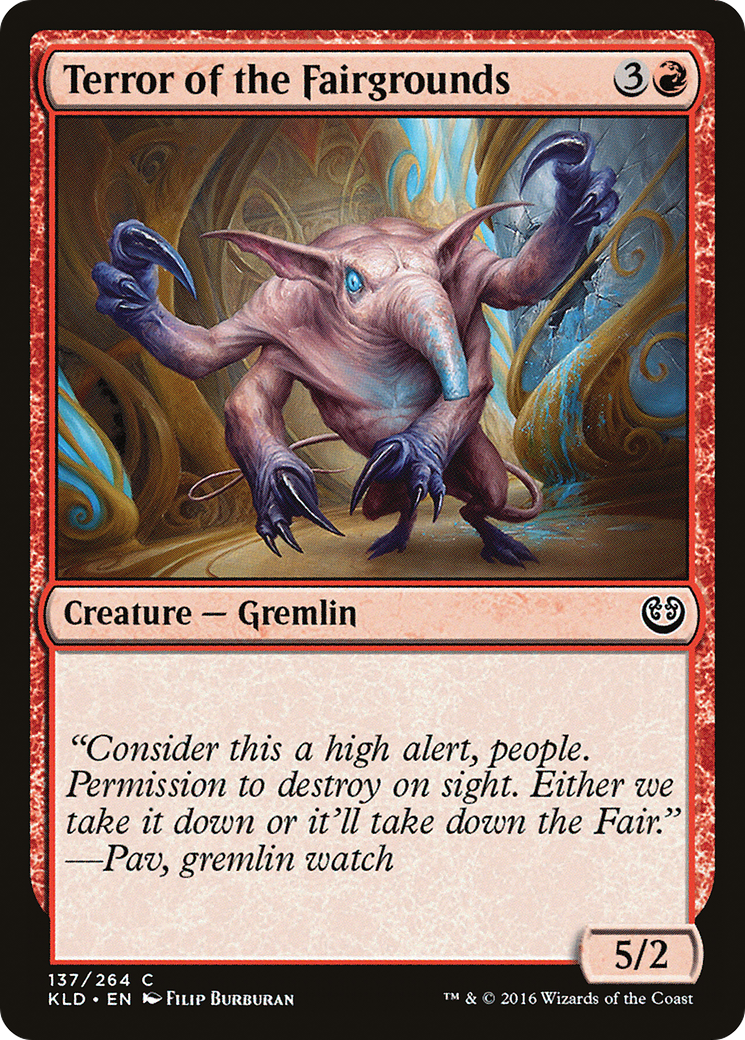 Terror of the Fairgrounds 3
Creature — Gremlin
“Consider this a high alert, people.
Permission to destroy on sight. Either we
take it down or it’ll take down the Fair.”
—Pav, gremlin watch
5/2
137/264 C
KLD • EN Filip Burburan
™ & © 2016 Wizards of the Coast